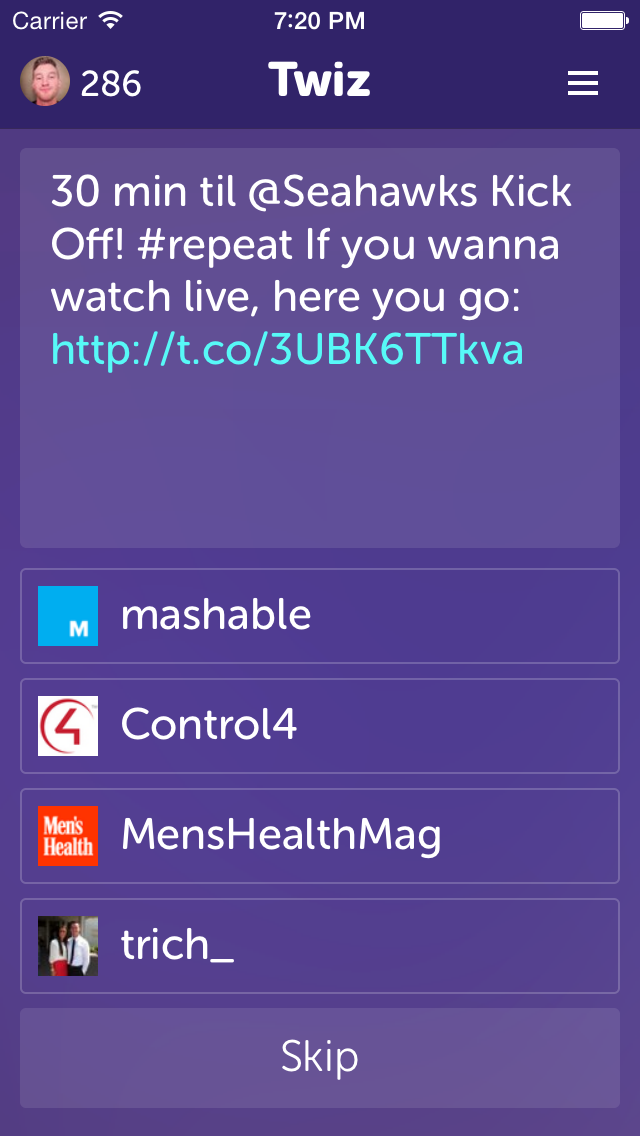 Carrier 7:20 PM
286 Twiz
30 min til @Seahawks Kick
Off! #repeat If you wanna
watch live, here you go:
http://t.co/3UBK6TTkva
M
mashable
4
Control4
Men's
Health
MensHealthMag
trich_
Skip